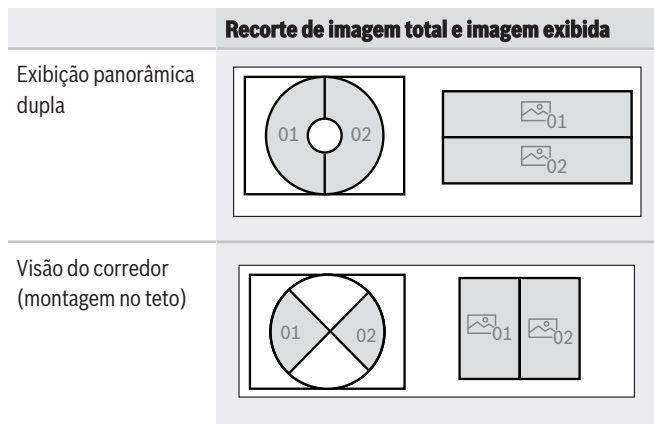 Recorte de imagem total e imagem exibida
Exibição panorâmica
dupla
01 02
01
02
Visão do corredor
(montagem no teto)
01 02
01 02